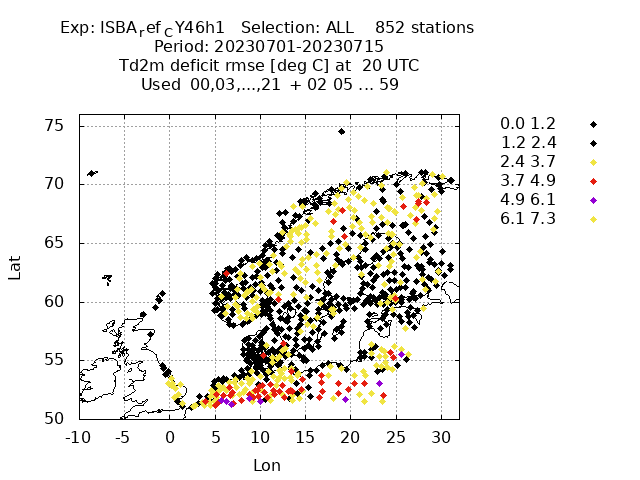 Exp: ISBA_ref_CY46h1 Selection: ALL 852 stations
Period: 20230701-20230715
Td2m deficit rmse [deg C] at 20 UTC
Used 00,03,...,21 + 02 05 ... 59
0.0 1.2
1.2 2.4
2.4 3.7
3.7 4.9
4.9 6.1
6.1 7.3
75
70
65
60
55
50
Lat
-10 -5 0 5 10 15 20 25 30
Lon